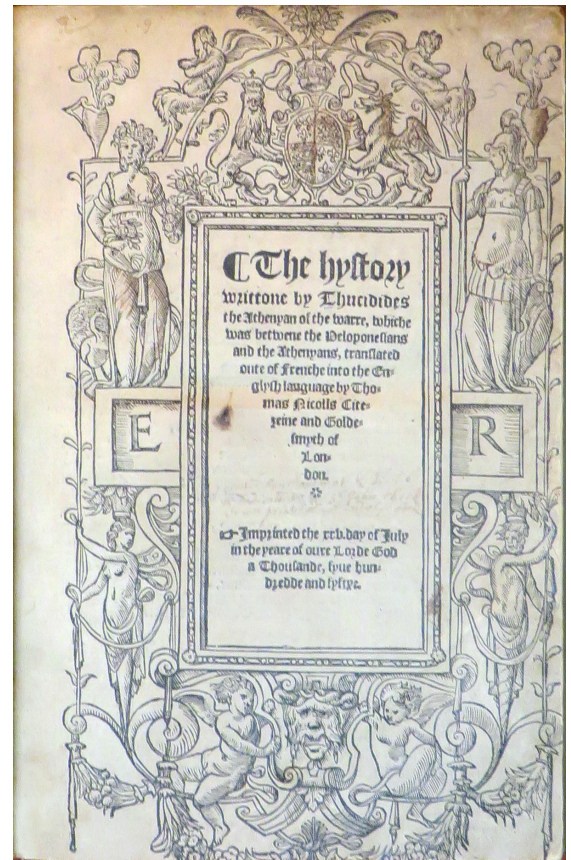 ¶ The hystory
writtone by Thucidides
the Athenyan of the warre, whiche
was betwene the Peloponesians
and the Athenyans, translated
oute of Frenche into the En-
glysh language by Tho-
mas Nicolls Cite-
zeine and Golde-
smyth of
Lon-
don.
E
R
☞ Imprinted the xxv. day of July
in the yeare of oure Lorde God
a Thousande, fyue hun-
dredde and fyftye.